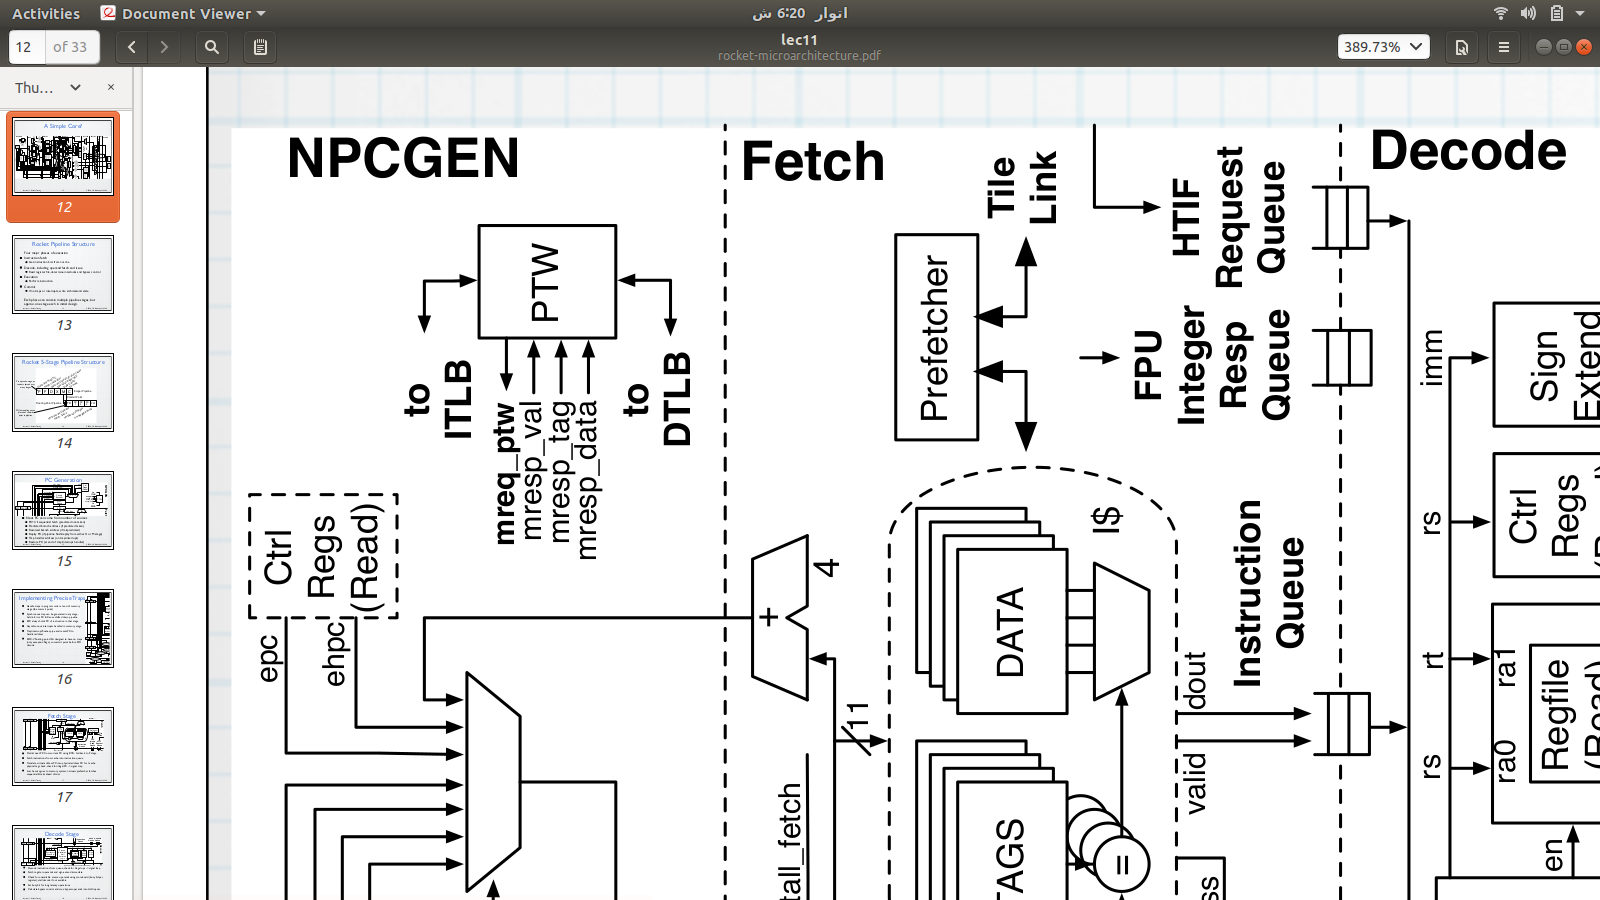 Activities
Document Viewer
اتوار 6:20 ش
12
of 33
lec11
rocket-microarchitecture.pdf
389.73%
Thu...
A Simple Core!
12
Rocket Pipeline Structure
13
Rocket 5-Stage Pipeline Structure
14
PC Generation
15
Implementing Precise Traps
16
Fetch Stage
17
Decode Stage
NPCGEN
Fetch
Decode
PTW
to
ITLB
mreq_ptw
mresp_val
mresp_tag
mresp_data
to
DTLB
Ctrl
Regs
(Read)
epc
ehpc
+
4
11
Prefetcher
Tile
Link
HTIF
Request
Queue
FPU
Integer
Resp
Queue
I$
DATA
AGS
=
tall_fetch
dout
valid
Instruction
Queue
ss
imm
Sign
Extend
rs
Ctrl
Regs
rt
ra1
rs
ra0
Regfile
(Read)
en